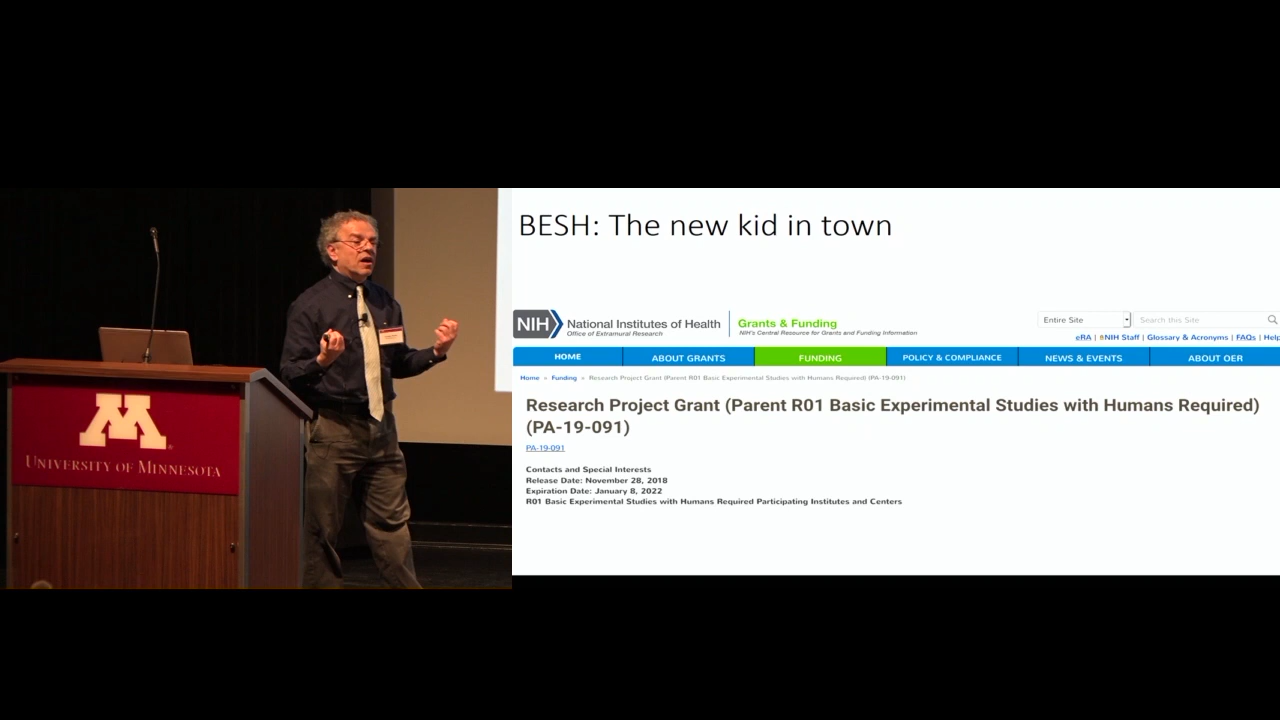 M
UNIVERSITY OF MINNESOTA
BESH: The new kid in town
NIH National Institutes of Health
Office of Extramural Research
Grants & Funding
NIH's Central Resource for Grants and Funding Information
Entire Site
Search this Site
eRA | NIH Staff | Glossary & Acronyms | FAQs | Help
HOME ABOUT GRANTS FUNDING POLICY & COMPLIANCE NEWS & EVENTS ABOUT OER
Home » Funding » Research Project Grant (Parent R01 Basic Experimental Studies with Humans Required) (PA-19-091)
Research Project Grant (Parent R01 Basic Experimental Studies with Humans Required)
(PA-19-091)
PA-19-091
Contacts and Special Interests
Release Date: November 28, 2018
Expiration Date: January 8, 2022
R01 Basic Experimental Studies with Humans Required Participating Institutes and Centers